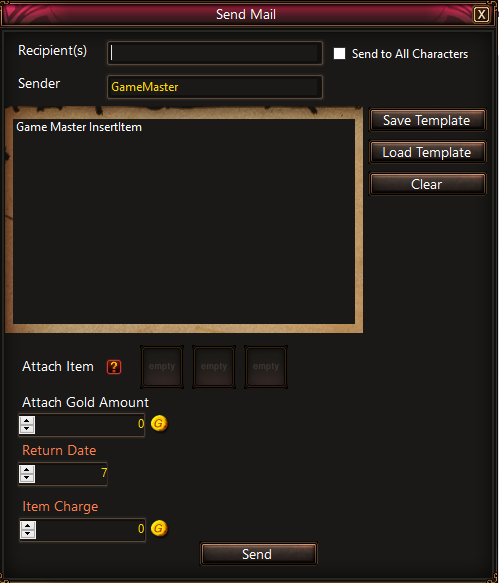 Send Mail
X
Recipient(s)
Send to All Characters
Sender
GameMaster
Game Master InsertItem
Save Template
Load Template
Clear
Attach Item ? empty empty empty
Attach Gold Amount
0 G
Return Date
7
Item Charge
0 G
Send